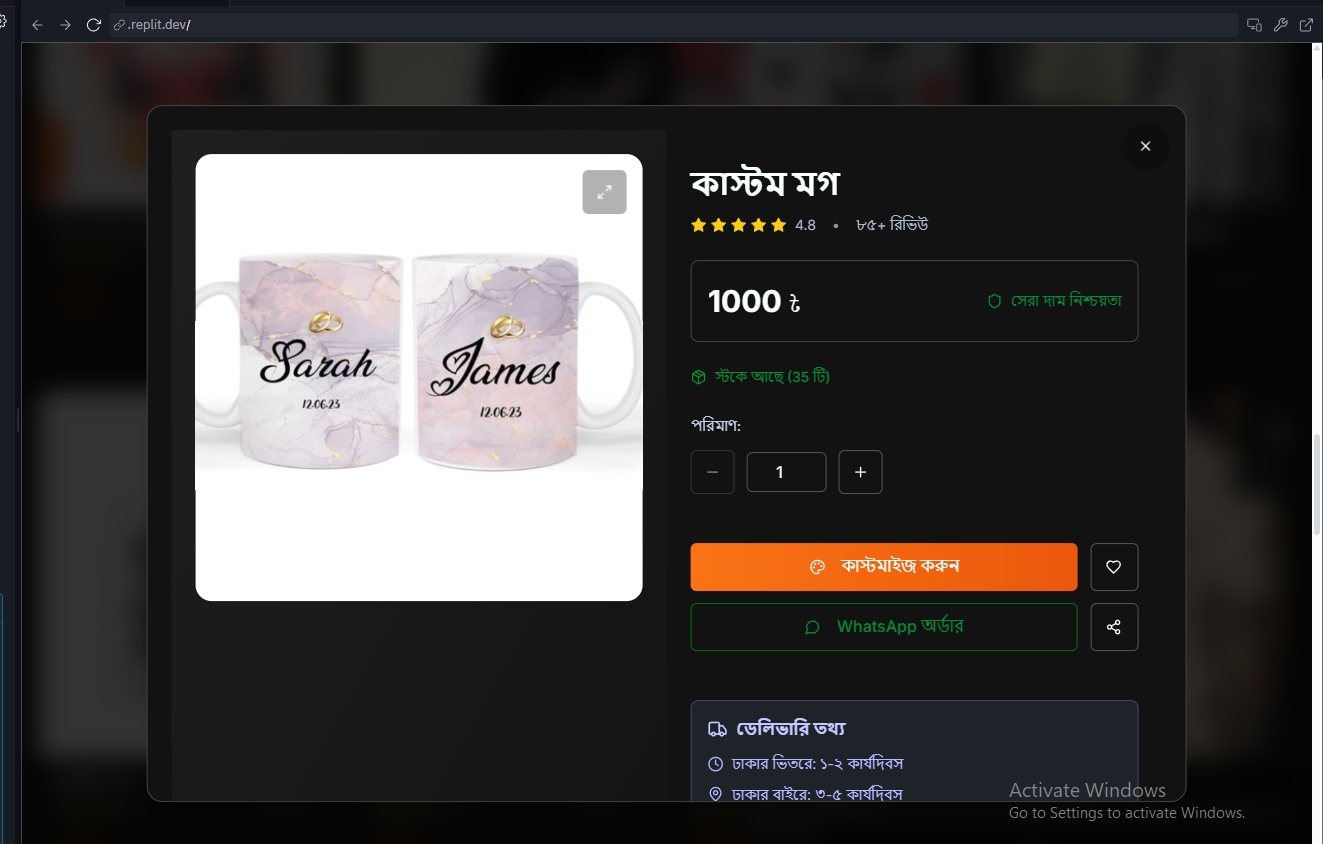 .replit.dev/
কাস্টম মগ
4.8 • ৮৫+ রিভিউ
1000 ৳
সেরা দাম নিশ্চয়তা
স্টকে আছে (35 টি)
পরিমাণ:
1
কাস্টমাইজ করুন
WhatsApp অর্ডার
ডেলিভারি তথ্য
ঢাকার ভিতরে: ১-২ কার্যদিবস
ঢাকার বাইরে: ৩-৫ কার্যদিবস
Sarah
12.06.23
James
12.06.23
Activate Windows
Go to Settings to activate Windows.